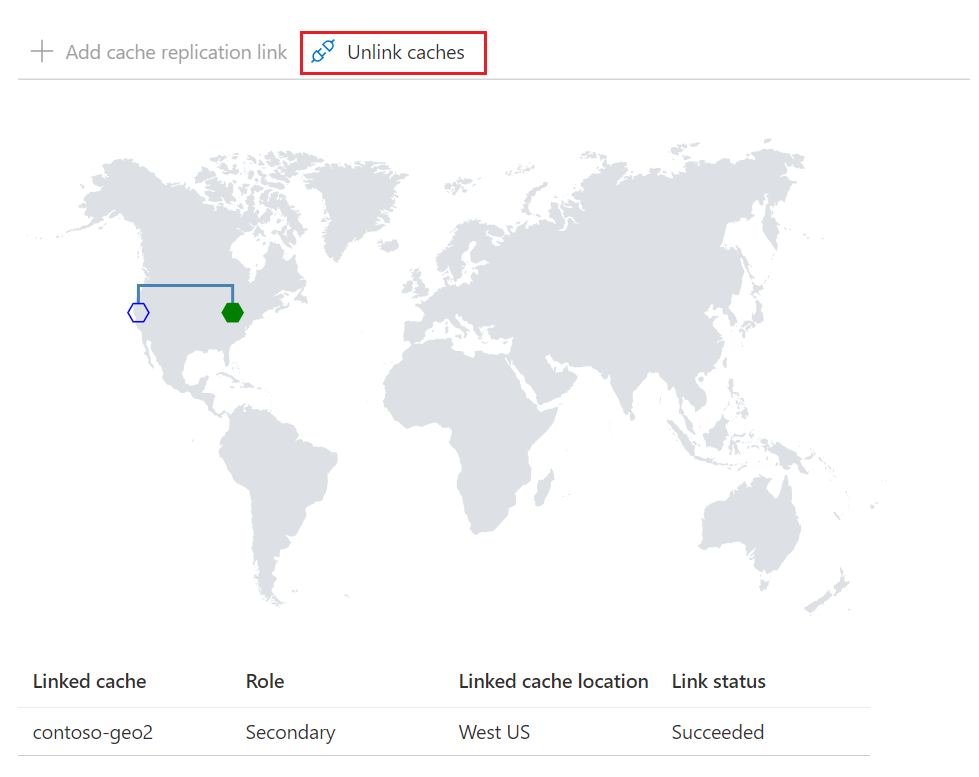 Add cache replication link Unlink caches
Linked cache Role Linked cache location Link status
contoso-geo2 Secondary West US Succeeded